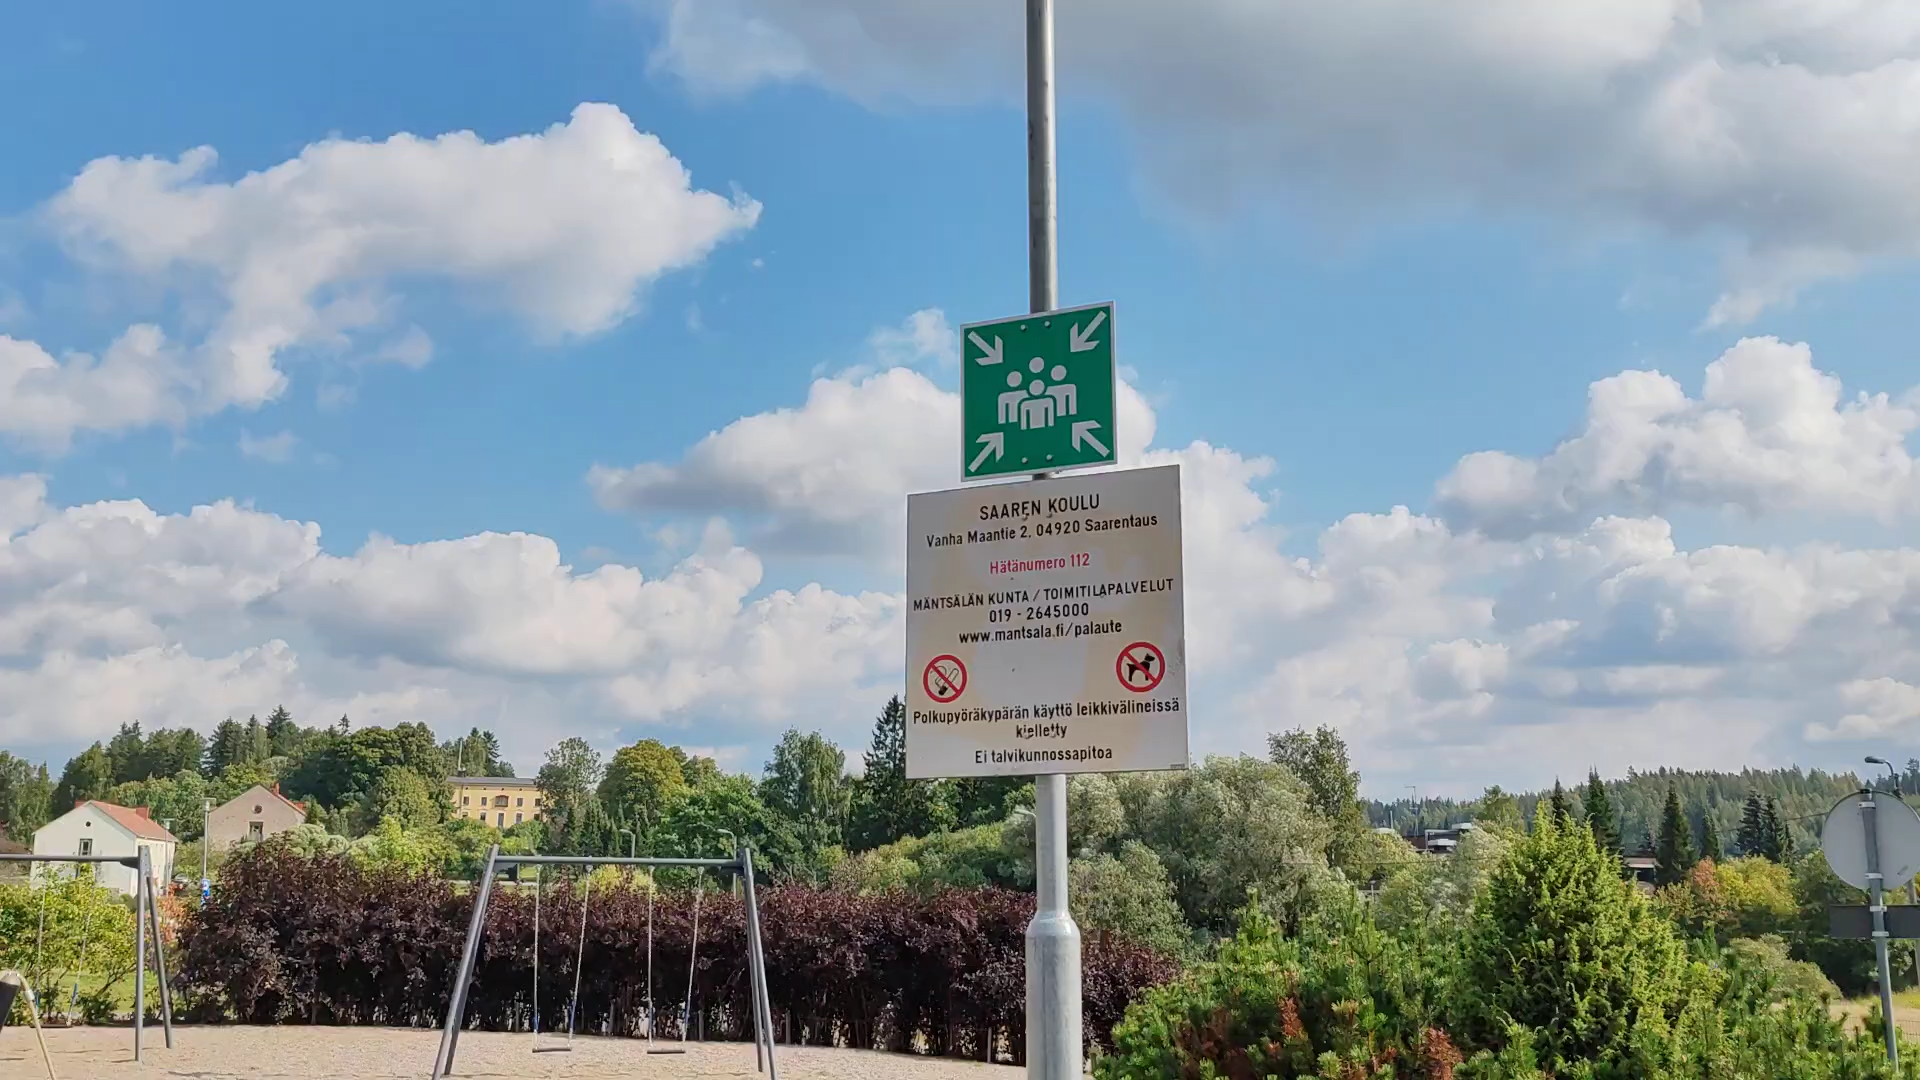 SAAREN KOULU
Vanha Maantie 2, 04920 Saarentaus
Hätänumero 112
MÄNTSÄLÄN KUNTA / TOIMITILAPALVELUT
019 - 2645000
www.mantsala.fi/palaute
Polkupyöräkypärän käyttö leikkivälineissä
kielletty
Ei talvikunnossapitoa